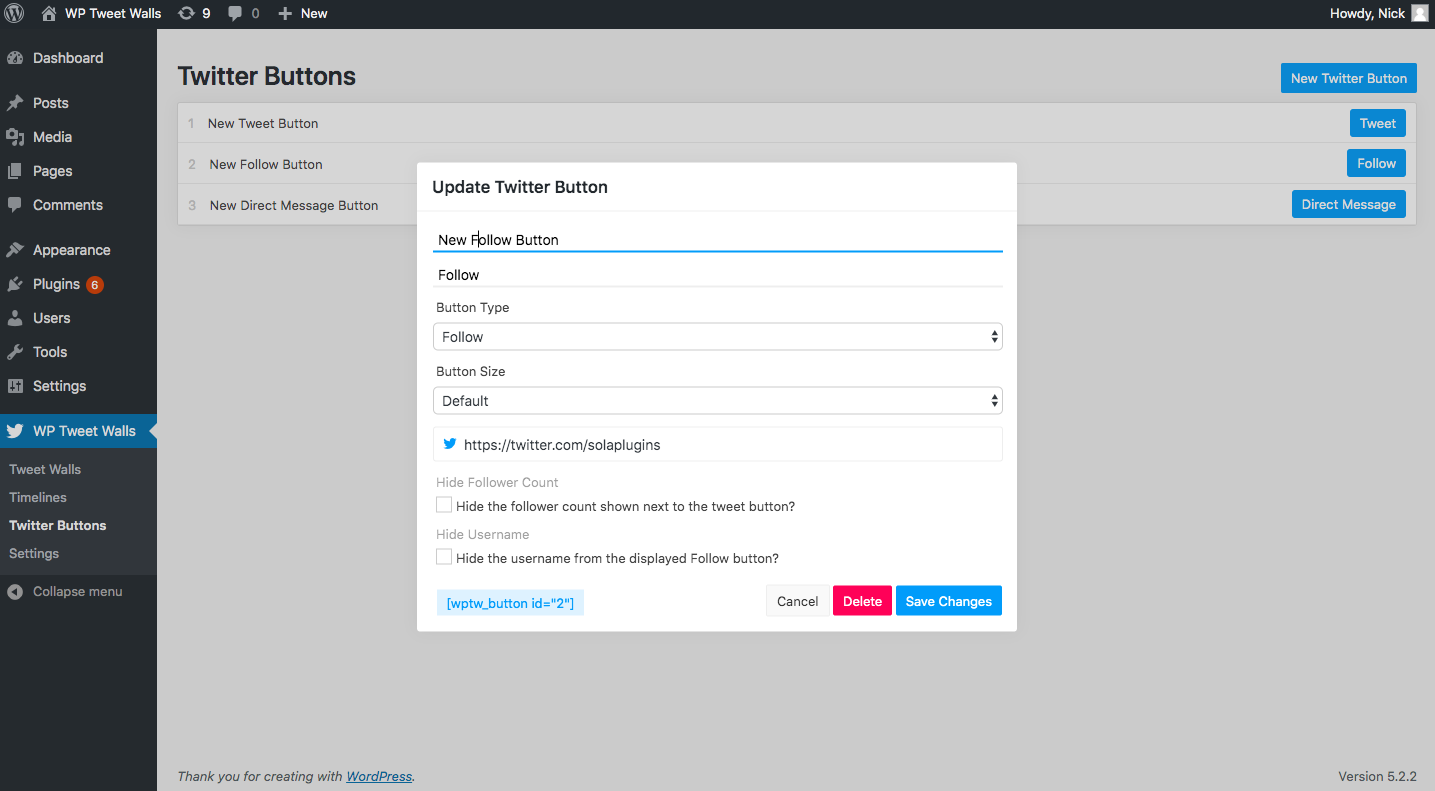 WP Tweet Walls 9 0 New Howdy, Nick
Dashboard
Posts
Media
Pages
Comments
Appearance
Plugins 6
Users
Tools
Settings
WP Tweet Walls
Tweet Walls
Timelines
Twitter Buttons
Settings
Collapse menu
Twitter Buttons New Twitter Button
1 New Tweet Button Tweet
2 New Follow Button Follow
3 New Direct Message Button Direct Message
Update Twitter Button
New Follow Button
Follow
Button Type
Follow
Button Size
Default
https://twitter.com/solaplugins
Hide Follower Count
Hide the follower count shown next to the tweet button?
Hide Username
Hide the username from the displayed Follow button?
[wptw_button id="2"] Cancel Delete Save Changes
Thank you for creating with WordPress. Version 5.2.2